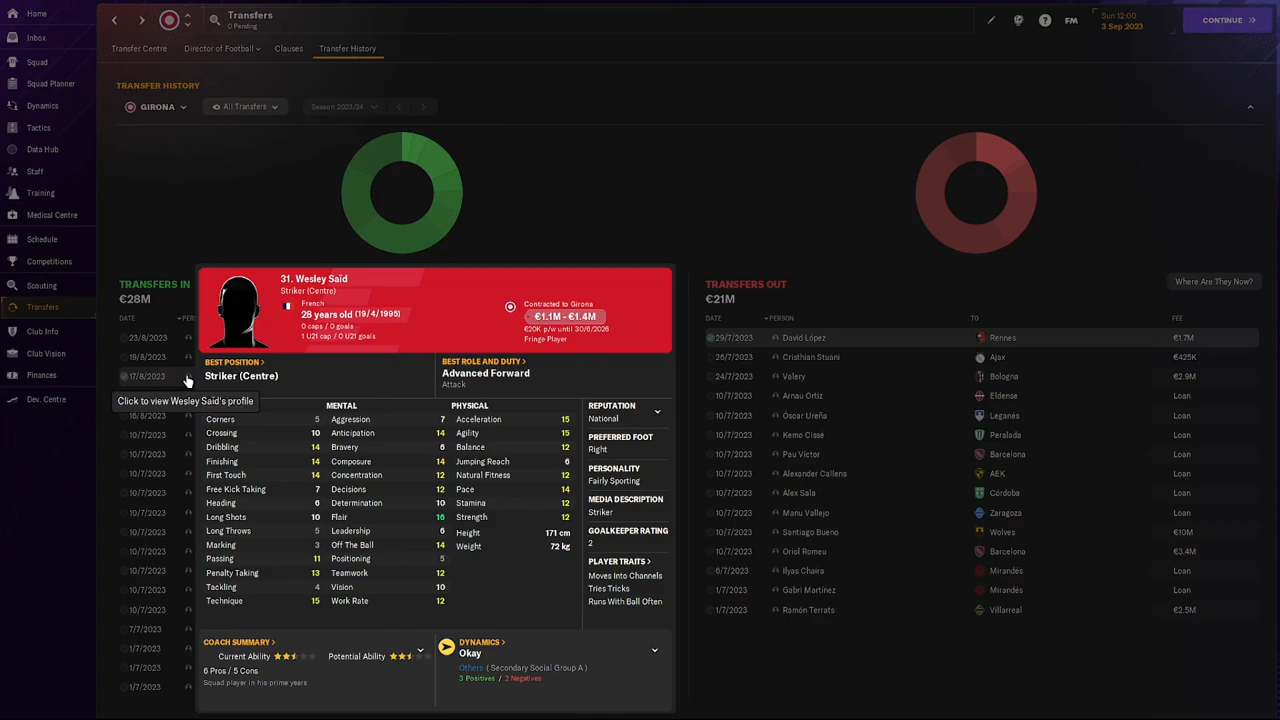 Home
Inbox
Squad
Squad Planner
Dynamics
Tactics
Data Hub
Staff
Training
Medical Centre
Schedule
Competitions
Scouting
Transfers
Club Info
Club Vision
Finances
Dev. Centre
Transfers
0 Pending
FM
Sun 12:00
3 Sep 2023
CONTINUE
Transfer Centre
Director of Football
Clauses
Transfer History
TRANSFER HISTORY
GIRONA
All Transfers
Season 2023/24
TRANSFERS IN
€28M
DATE
PERS
23/8/2023
19/8/2023
17/8/2023
16/8/2023
10/7/2023
10/7/2023
10/7/2023
10/7/2023
10/7/2023
10/7/2023
10/7/2023
10/7/2023
10/7/2023
10/7/2023
7/7/2023
1/7/2023
1/7/2023
1/7/2023
Click to view Wesley Saïd's profile
31. Wesley Saïd
Striker (Centre)
French
28 years old (19/4/1995)
0 caps / 0 goals
1 U21 cap / 0 U21 goals
Contracted to Girona
€1.1M - €1.4M
€20K p/w until 30/6/2026
Fringe Player
BEST POSITION >
Striker (Centre)
BEST ROLE AND DUTY >
Advanced Forward
Attack
MENTAL
PHYSICAL
Corners 5 Aggression 7 Acceleration 15
Crossing 10 Anticipation 14 Agility 15
Dribbling 14 Bravery 6 Balance 12
Finishing 14 Composure 14 Jumping Reach 6
First Touch 14 Concentration 12 Natural Fitness 12
Free Kick Taking 7 Decisions 12 Pace 14
Heading 6 Determination 10 Stamina 12
Long Shots 10 Flair 16 Strength 12
Long Throws 5 Leadership 6 Height 171 cm
Marking 3 Off The Ball 14 Weight 72 kg
Passing 11 Positioning 5
Penalty Taking 13 Teamwork 12
Tackling 4 Vision 10
Technique 15 Work Rate 12
REPUTATION
National
PREFERRED FOOT
Right
PERSONALITY
Fairly Sporting
MEDIA DESCRIPTION
Striker
GOALKEEPER RATING
2
PLAYER TRAITS >
Moves Into Channels
Tries Tricks
Runs With Ball Often
COACH SUMMARY >
Current Ability
Potential Ability
6 Pros / 5 Cons
Squad player in his prime years
DYNAMICS >
Okay
Others ( Secondary Social Group A )
3 Positives / 2 Negatives
TRANSFERS OUT
€21M
Where Are They Now?
DATE PERSON TO FEE
29/7/2023 David López Rennes €1.7M
26/7/2023 Cristhian Stuani Ajax €425K
24/7/2023 Valery Bologna €2.9M
10/7/2023 Arnau Ortiz Eldense Loan
10/7/2023 Óscar Ureña Leganés Loan
10/7/2023 Kemo Cissé Peralada Loan
10/7/2023 Pau Víctor Barcelona Loan
10/7/2023 Alexander Callens AEK Loan
10/7/2023 Àlex Sala Córdoba Loan
10/7/2023 Manu Vallejo Zaragoza Loan
10/7/2023 Santiago Bueno Wolves €10M
10/7/2023 Oriol Romeu Barcelona €3.4M
6/7/2023 Ilyas Chaira Mirandés Loan
1/7/2023 Gabri Martínez Mirandés Loan
1/7/2023 Ramón Terrats Villarreal €2.5M